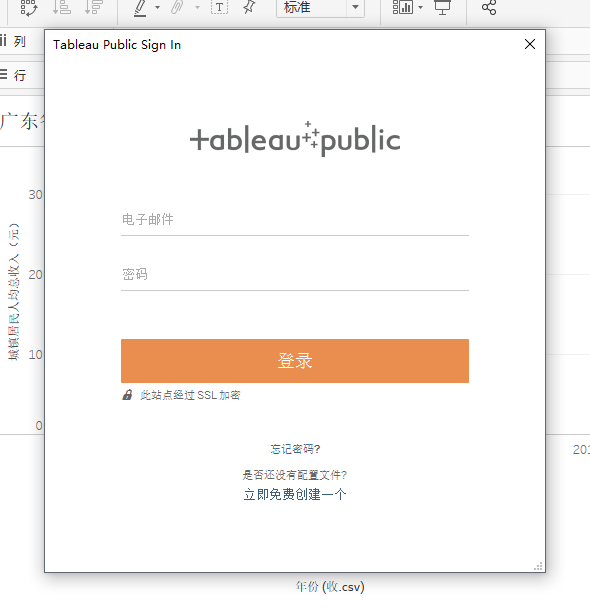 标准
列
Tableau Public Sign In
行
广东
tableau public
电子邮件
30
城镇居民人均总收入（元）
20
密码
10
登录
此站点经过 SSL 加密
0
忘记密码?
201
是否还没有配置文件?
立即免费创建一个
年份 (收.csv)